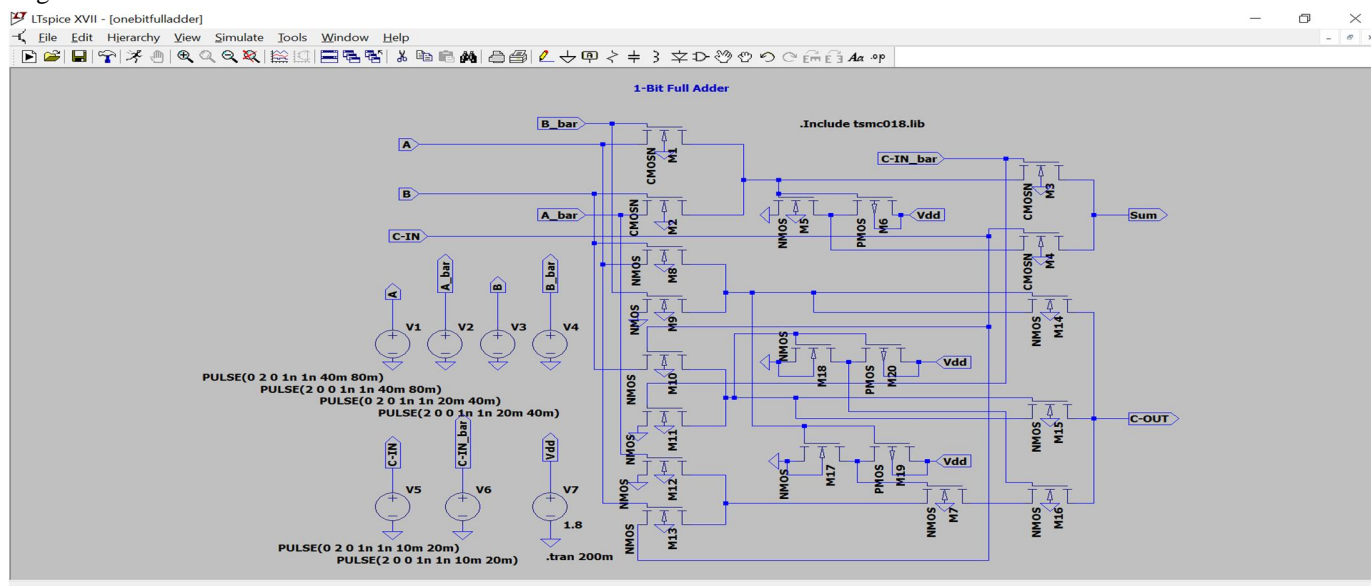 LTspice XVII - [onebitfulladder]
File Edit Hierarchy View Simulate Tools Window Help
1-Bit Full Adder
.Include tsmc018.lib
B_bar
A
B
A_bar
C-IN
C-IN_bar
Vdd
Sum
C-OUT
Vdd
Vdd
CMOSN M1
CMOSN M2
CMOSN M3
CMOSN M4
NMOS M5
PMOS M6
NMOS M8
NMOS M9
NMOS M10
NMOS M11
NMOS M12
NMOS M13
NMOS M14
NMOS M15
NMOS M16
NMOS M7
NMOS M18
PMOS M20
NMOS M17
PMOS M19
A A_bar B B_bar
V1 V2 V3 V4
PULSE(0 2 0 1n 1n 40m 80m)
PULSE(2 0 0 1n 1n 40m 80m)
PULSE(0 2 0 1n 1n 20m 40m)
PULSE(2 0 0 1n 1n 20m 40m)
C-IN C-IN_bar Vdd
V5 V6 V7
1.8
PULSE(0 2 0 1n 1n 10m 20m)
PULSE(2 0 0 1n 1n 10m 20m)
.tran 200m